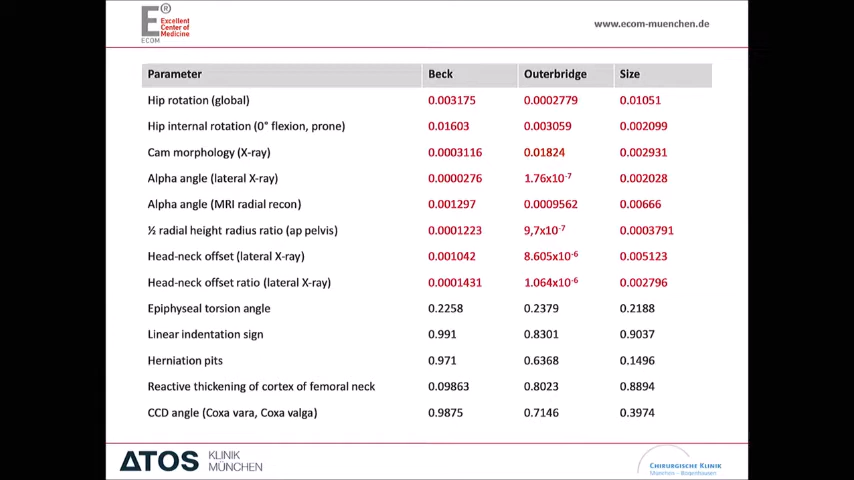 E®
Excellent
Center of
Medicine
ECOM
www.ecom-muenchen.de
Parameter Beck Outerbridge Size
Hip rotation (global) 0.003175 0.0002779 0.01051
Hip internal rotation (0° flexion, prone) 0.01603 0.003059 0.002099
Cam morphology (X-ray) 0.0003116 0.01824 0.002931
Alpha angle (lateral X-ray) 0.0000276 1.76x10⁻⁷ 0.002028
Alpha angle (MRI radial recon) 0.001297 0.0009562 0.00666
½ radial height radius ratio (ap pelvis) 0.0001223 9,7x10⁻⁷ 0.0003791
Head-neck offset (lateral X-ray) 0.001042 8.605x10⁻⁶ 0.005123
Head-neck offset ratio (lateral X-ray) 0.0001431 1.064x10⁻⁶ 0.002796
Epiphyseal torsion angle 0.2258 0.2379 0.2188
Linear indentation sign 0.991 0.8301 0.9037
Herniation pits 0.971 0.6368 0.1496
Reactive thickening of cortex of femoral neck 0.09863 0.8023 0.8894
CCD angle (Coxa vara, Coxa valga) 0.9875 0.7146 0.3974
ATOS KLINIK
MÜNCHEN
CHIRURGISCHE KLINIK
München - Bogenhausen